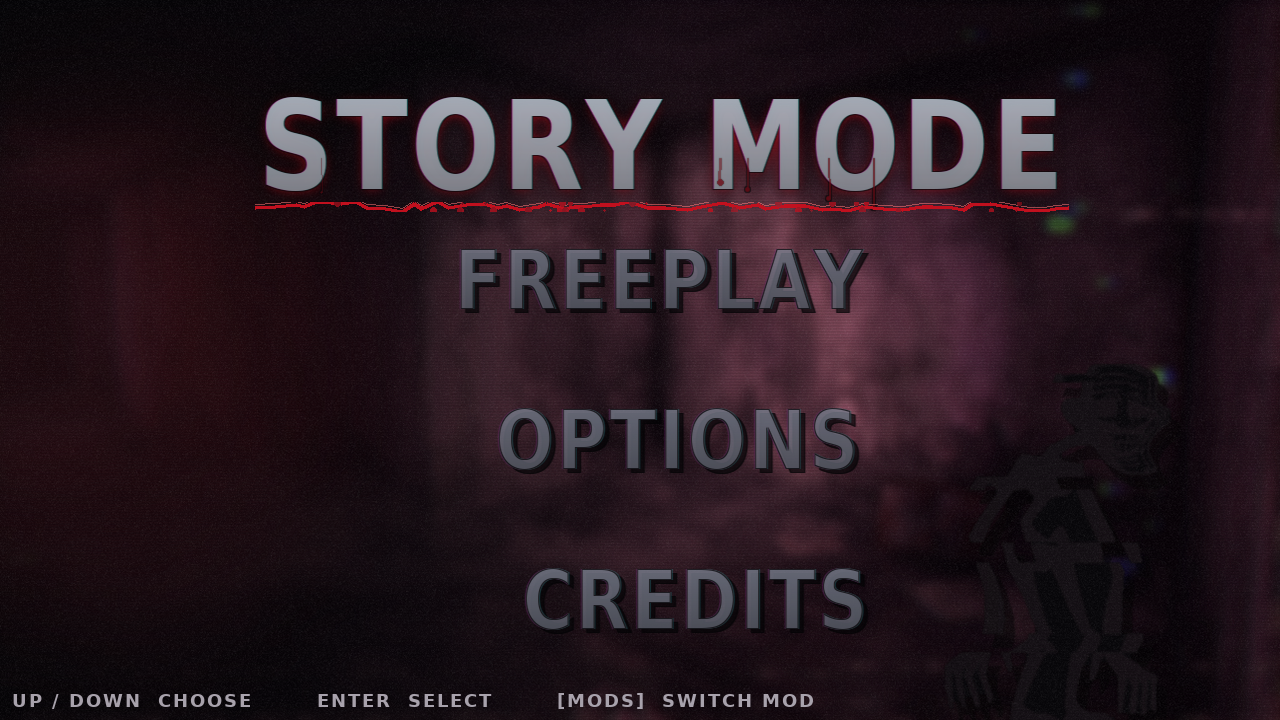 STORY MODE
FREEPLAY
OPTIONS
CREDITS
UP / DOWN CHOOSE ENTER SELECT [MODS] SWITCH MOD